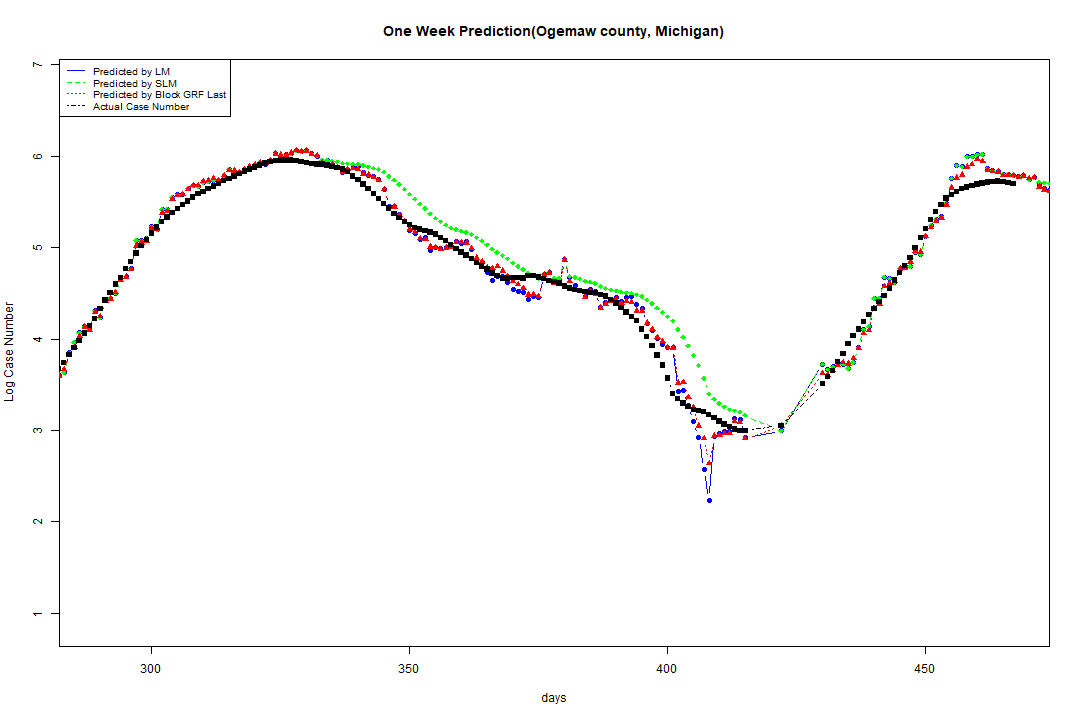 One Week Prediction(Ogemaw county, Michigan)
Predicted by LM
Predicted by SLM
Predicted by Block GRF Last
Actual Case Number
7
6
5
4
3
2
1
Log Case Number
300 350 400 450
days